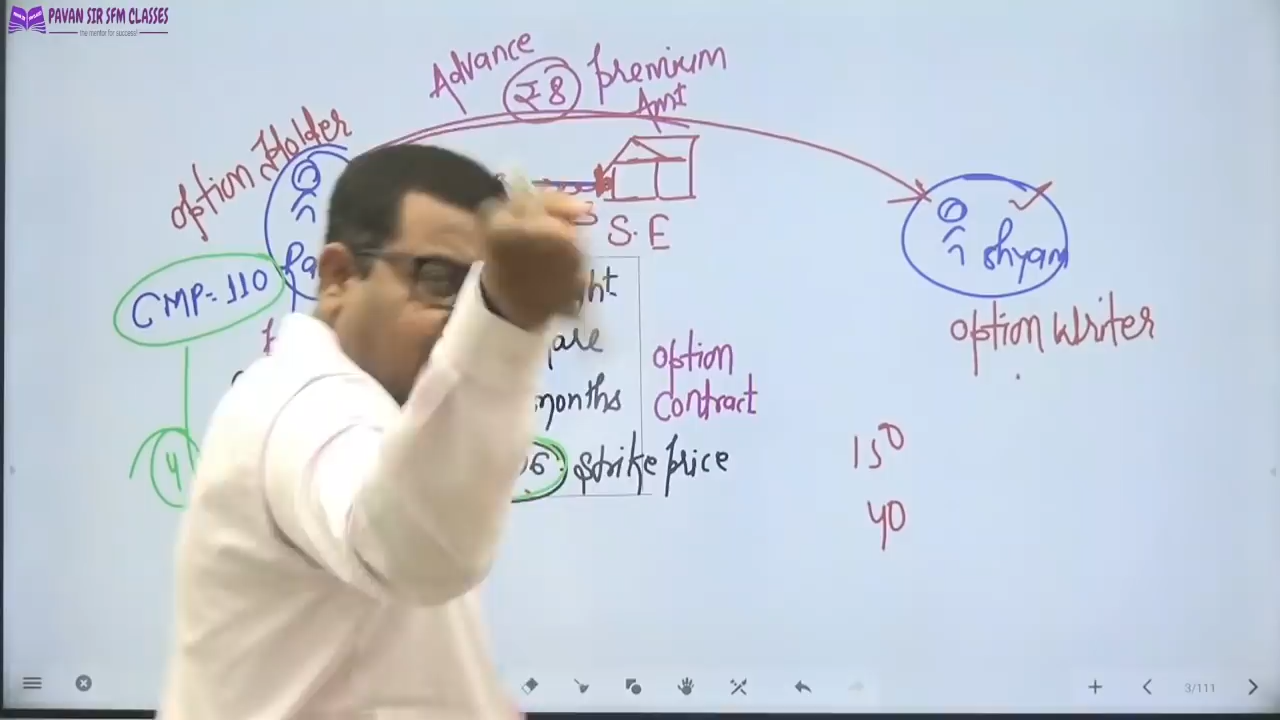 PAVAN SIR SFM CLASSES
the mentor for success!
Advance
₹8
premium
Amt
option Holder
S.E
shyam
CMP=110
option writer
option
contract
months
strike price
150
40
3/111